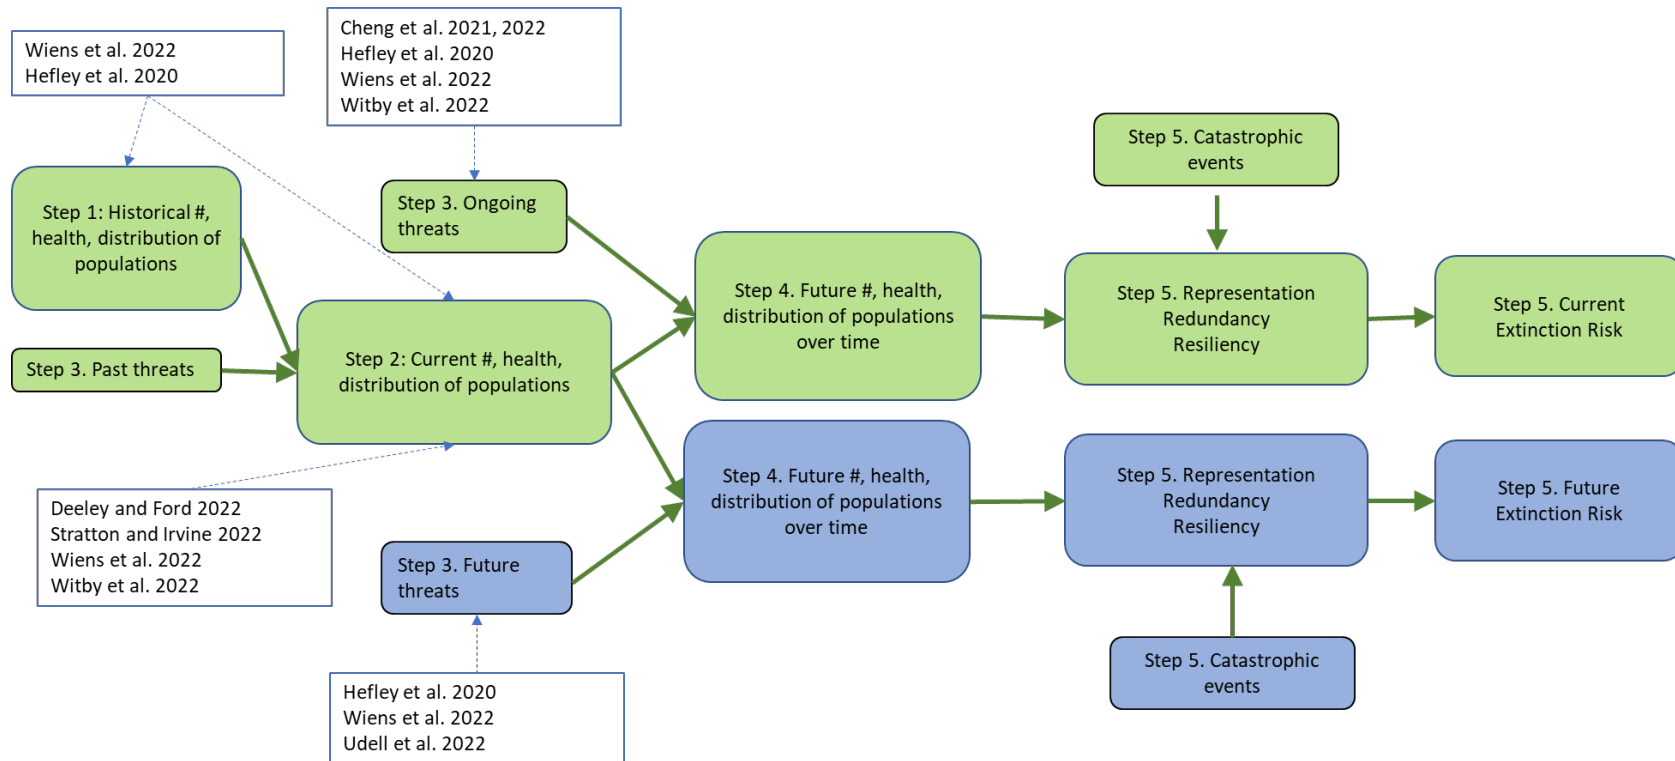 Wiens et al. 2022
Hefley et al. 2020
Cheng et al. 2021, 2022
Hefley et al. 2020
Wiens et al. 2022
Witby et al. 2022
Step 5. Catastrophic
events
Step 1: Historical #,
health, distribution of
populations
Step 3. Ongoing
threats
Step 4. Future #, health,
distribution of populations
over time
Step 5. Representation
Redundancy
Resiliency
Step 5. Current
Extinction Risk
Step 3. Past threats
Step 2: Current #, health,
distribution of populations
Step 4. Future #, health,
distribution of populations
over time
Step 5. Representation
Redundancy
Resiliency
Step 5. Future
Extinction Risk
Deeley and Ford 2022
Stratton and Irvine 2022
Wiens et al. 2022
Witby et al. 2022
Step 3. Future
threats
Step 5. Catastrophic
events
Hefley et al. 2020
Wiens et al. 2022
Udell et al. 2022